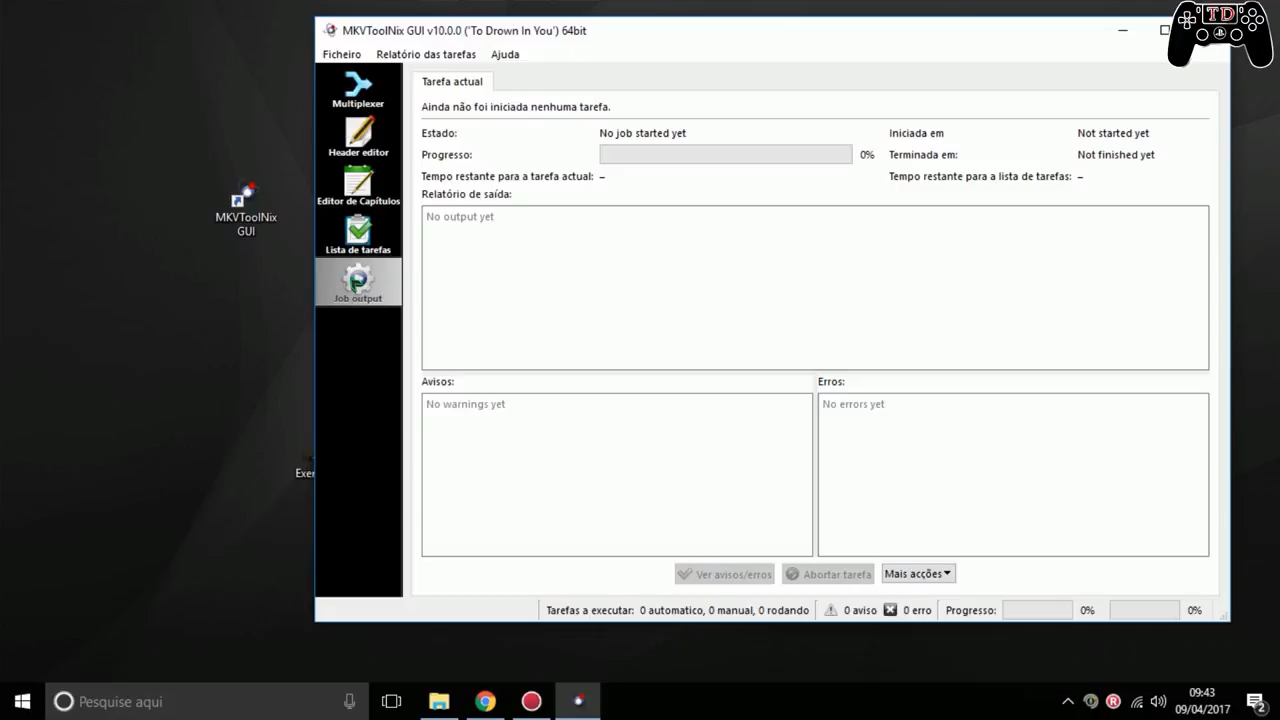 TD
MKVToolNix GUI v10.0.0 ('To Drown In You') 64bit
Ficheiro Relatório das tarefas Ajuda
Multiplexer
Header editor
Editor de Capítulos
Lista de tarefas
Job output
Tarefa actual
Ainda não foi iniciada nenhuma tarefa.
Estado: No job started yet Iniciada em Not started yet
Progresso: 0% Terminada em: Not finished yet
Tempo restante para a tarefa actual: – Tempo restante para a lista de tarefas: –
Relatório de saída:
No output yet
Avisos: Erros:
No warnings yet No errors yet
Ver avisos/erros Abortar tarefa Mais acções
Tarefas a executar: 0 automatico, 0 manual, 0 rodando 0 aviso 0 erro Progresso: 0% 0%
MKVToolNix
GUI
Exer
Pesquise aqui
R
09:43
09/04/2017
2